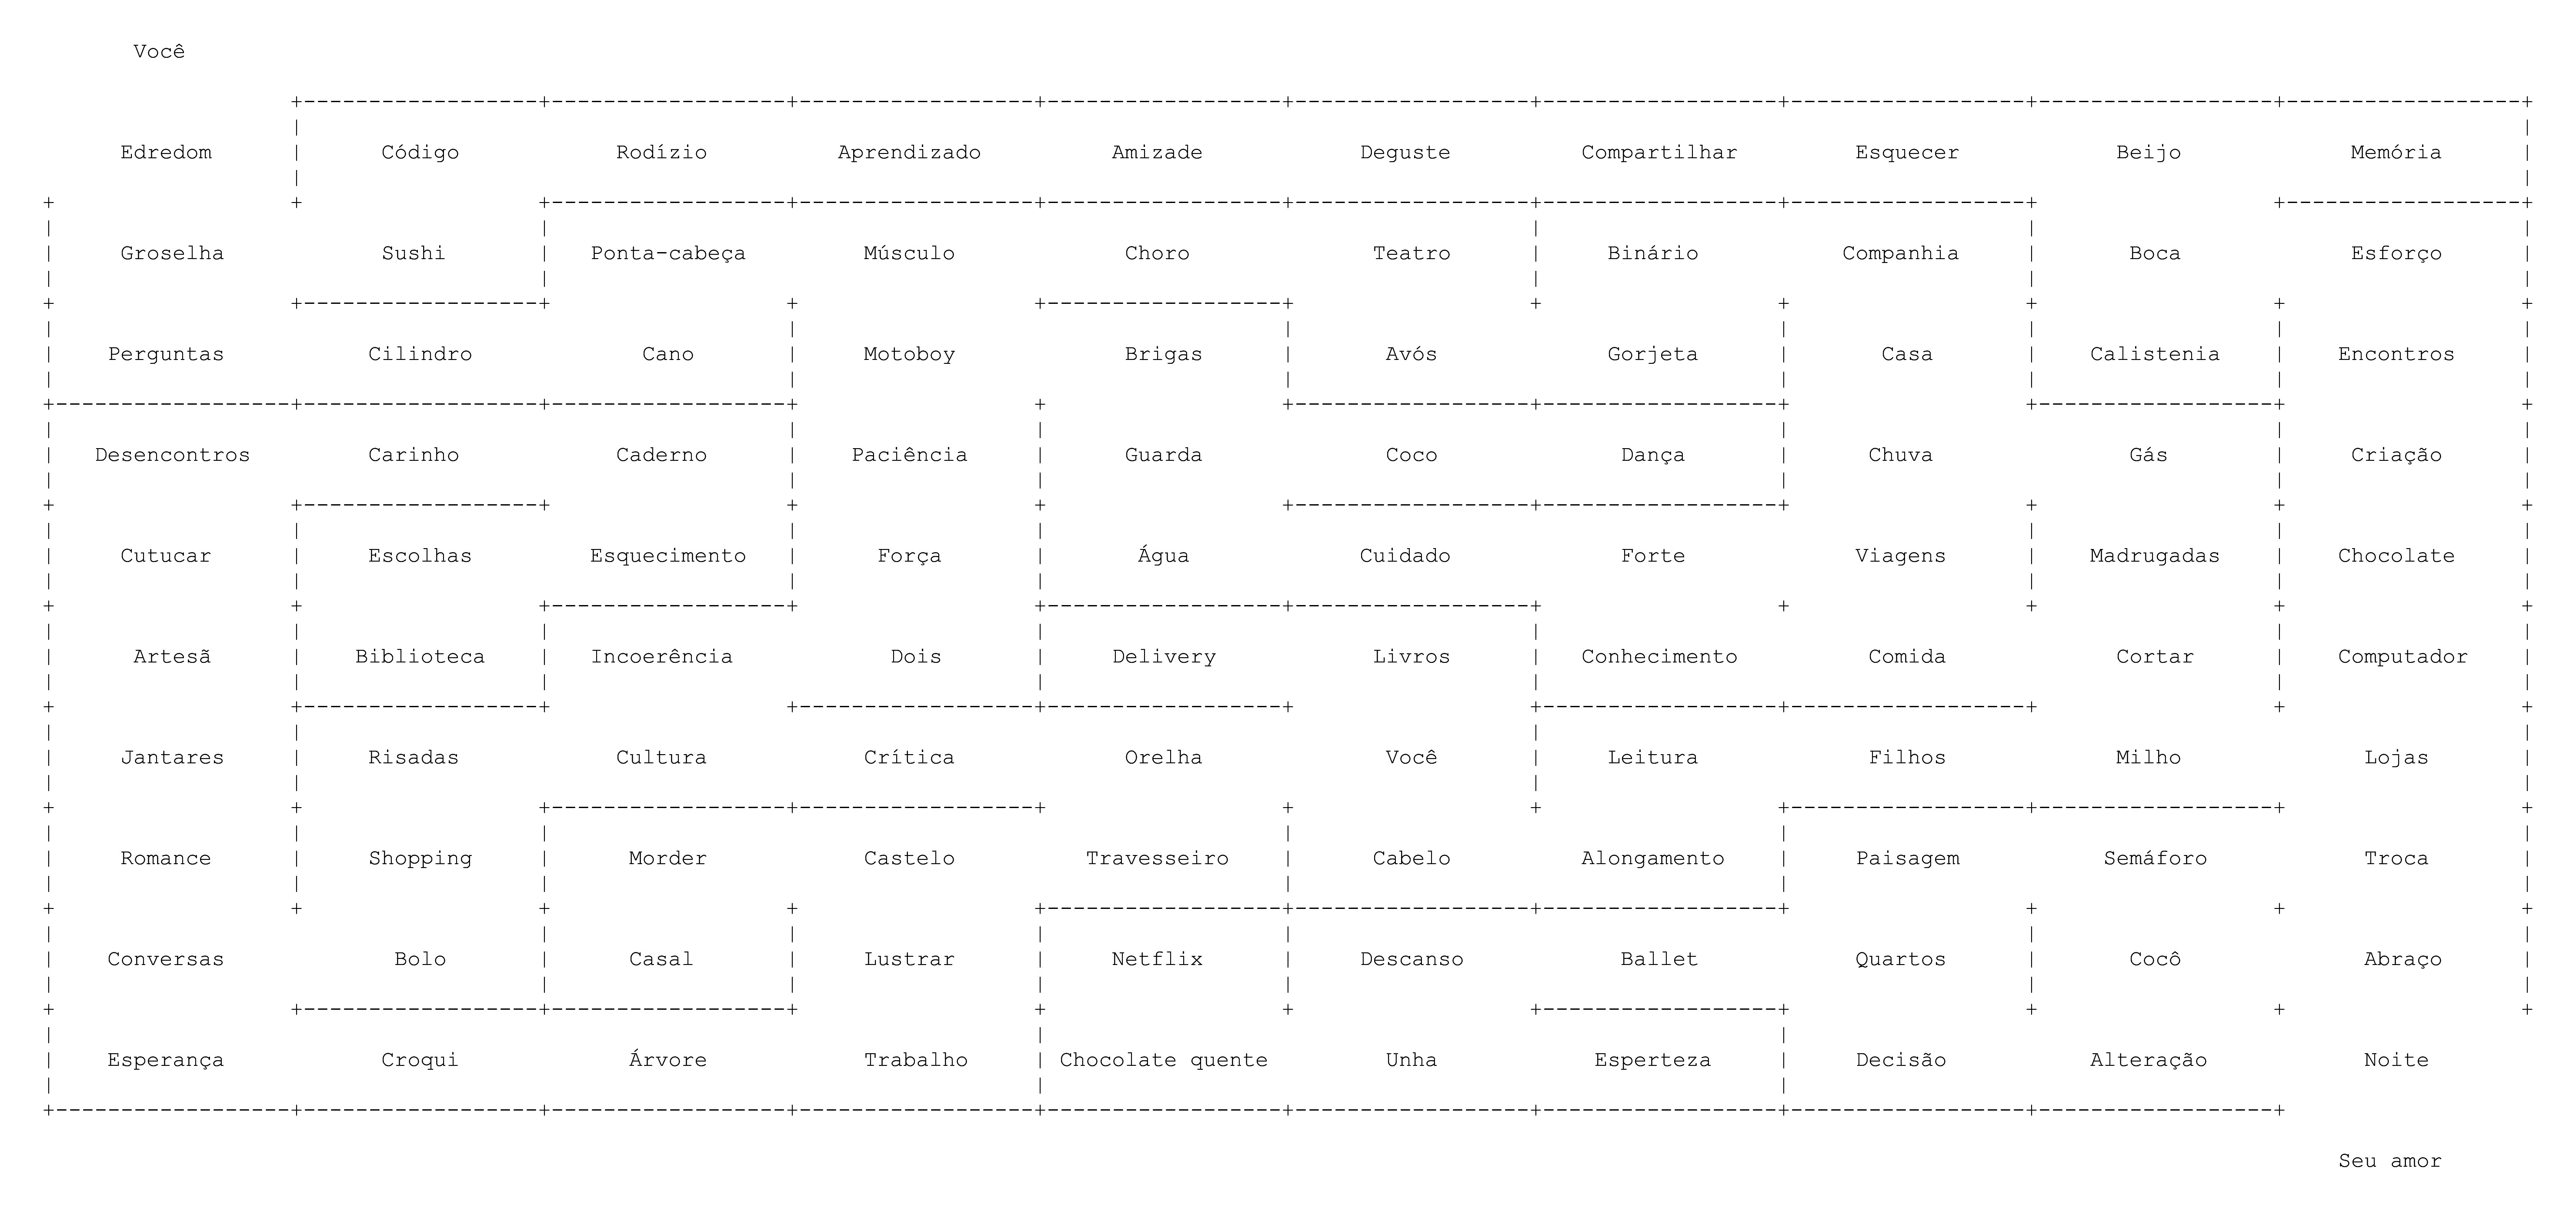 Você
Edredom Código Rodízio Aprendizado Amizade Deguste Compartilhar Esquecer Beijo Memória
Groselha Sushi Ponta-cabeça Músculo Choro Teatro Binário Companhia Boca Esforço
Perguntas Cilindro Cano Motoboy Brigas Avós Gorjeta Casa Calistenia Encontros
Desencontros Carinho Caderno Paciência Guarda Coco Dança Chuva Gás Criação
Cutucar Escolhas Esquecimento Força Água Cuidado Forte Viagens Madrugadas Chocolate
Artesã Biblioteca Incoerência Dois Delivery Livros Conhecimento Comida Cortar Computador
Jantares Risadas Cultura Crítica Orelha Você Leitura Filhos Milho Lojas
Romance Shopping Morder Castelo Travesseiro Cabelo Alongamento Paisagem Semáforo Troca
Conversas Bolo Casal Lustrar Netflix Descanso Ballet Quartos Cocô Abraço
Esperança Croqui Árvore Trabalho Chocolate quente Unha Esperteza Decisão Alteração Noite
Seu amor